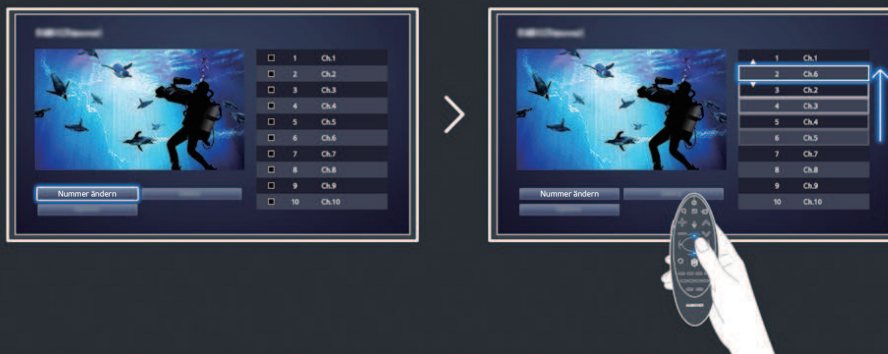 1 Ch.1
2 Ch.2
3 Ch.3
4 Ch.4
5 Ch.5
6 Ch.6
7 Ch.7
8 Ch.8
9 Ch.9
10 Ch.10
Nummer ändern
1 Ch.1
2 Ch.6
3 Ch.2
4 Ch.3
5 Ch.4
6 Ch.5
7 Ch.7
8 Ch.8
9 Ch.9
10 Ch.10
Nummer ändern